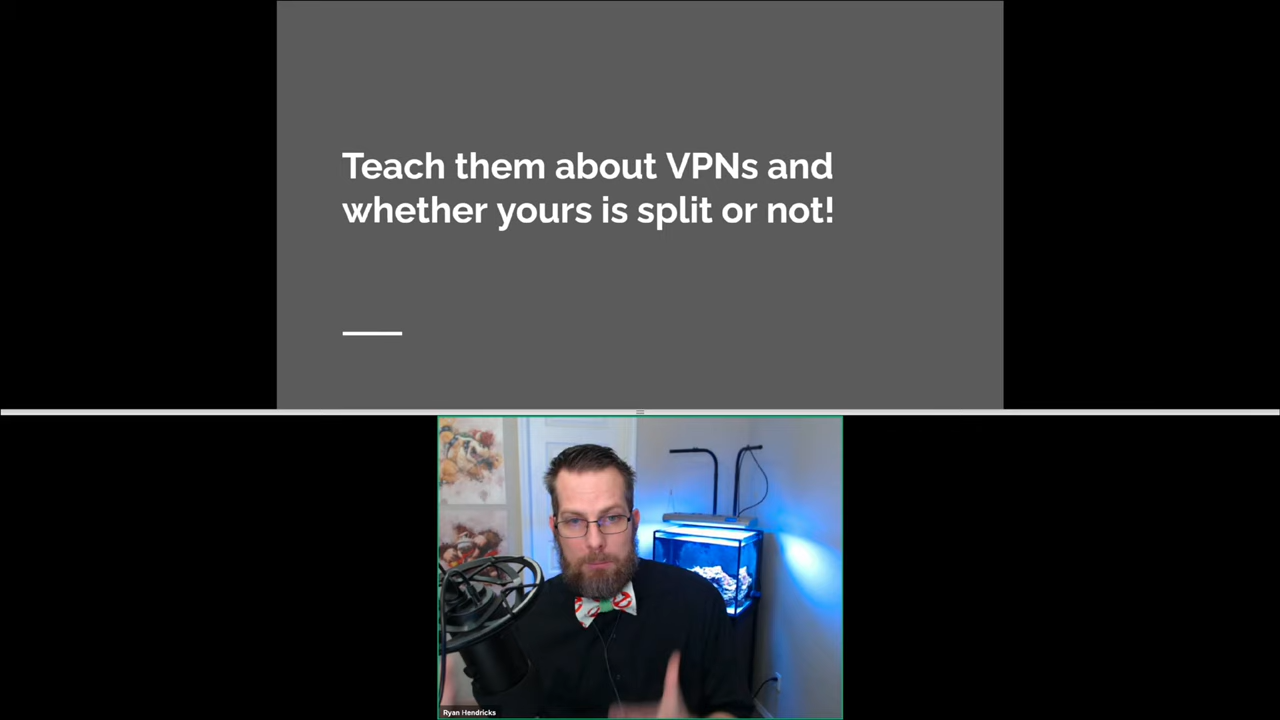 Teach them about VPNs and
whether yours is split or not!
Ryan Hendricks